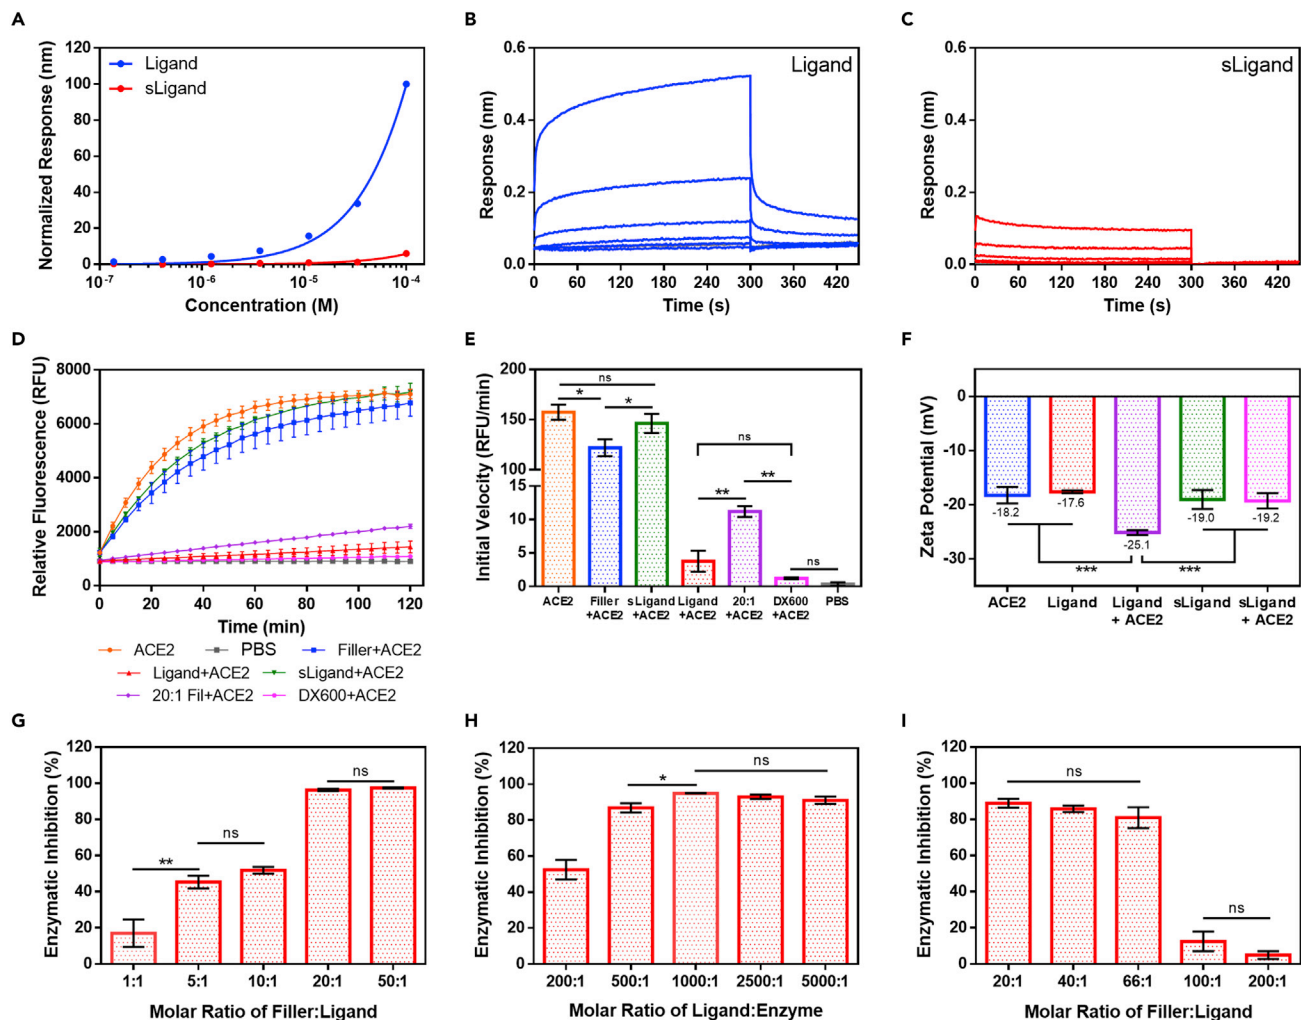 A
Normalized Response (nm)
120
100
80
60
40
20
0
Ligand
sLigand
10-7
10-6
10-5
10-4
Concentration (M)
B
Response (nm)
0.6
0.4
0.2
0.0
Ligand
0 60 120 180 240 300 360 420
Time (s)
C
Response (nm)
0.6
0.4
0.2
0.0
sLigand
0 60 120 180 240 300 360 420
Time (s)
D
Relative Fluorescence (RFU)
8000
6000
4000
2000
0
0 20 40 60 80 100 120
Time (min)
ACE2 PBS Filler+ACE2
Ligand+ACE2 sLigand+ACE2
20:1 Fil+ACE2 DX600+ACE2
E
Initial Velocity (RFU/min)
200
150
100
15
10
5
0
ns
*
*
ns
**
**
ns
ACE2 Filler sLigand Ligand 20:1 DX600 PBS
+ACE2 +ACE2 +ACE2 +ACE2 +ACE2
F
Zeta Potential (mV)
0
-10
-20
-30
-18.2
-17.6
-25.1
-19.0
-19.2
***
***
ACE2 Ligand Ligand sLigand sLigand
+ ACE2 + ACE2
G
Enzymatic Inhibition (%)
120
100
80
60
40
20
0
**
ns
ns
1:1 5:1 10:1 20:1 50:1
Molar Ratio of Filler:Ligand
H
Enzymatic Inhibition (%)
120
100
80
60
40
20
0
*
ns
200:1 500:1 1000:1 2500:1 5000:1
Molar Ratio of Ligand:Enzyme
I
Enzymatic Inhibition (%)
120
100
80
60
40
20
0
ns
ns
20:1 40:1 66:1 100:1 200:1
Molar Ratio of Filler:Ligand